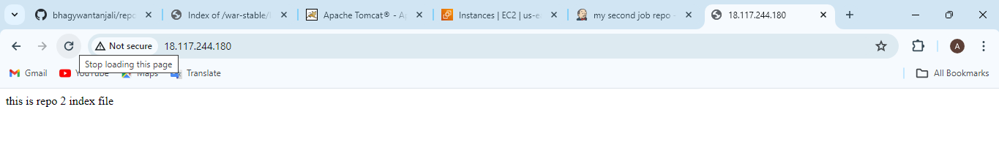 bhagywantanjali/repo
Index of /war-stable/
Apache Tomcat® - Ap
Instances | EC2 | us-e
my second job repo -
18.117.244.180
Not secure
18.117.244.180
A
Stop loading this page
Gmail
YouTube
Maps
Translate
All Bookmarks
this is repo 2 index file